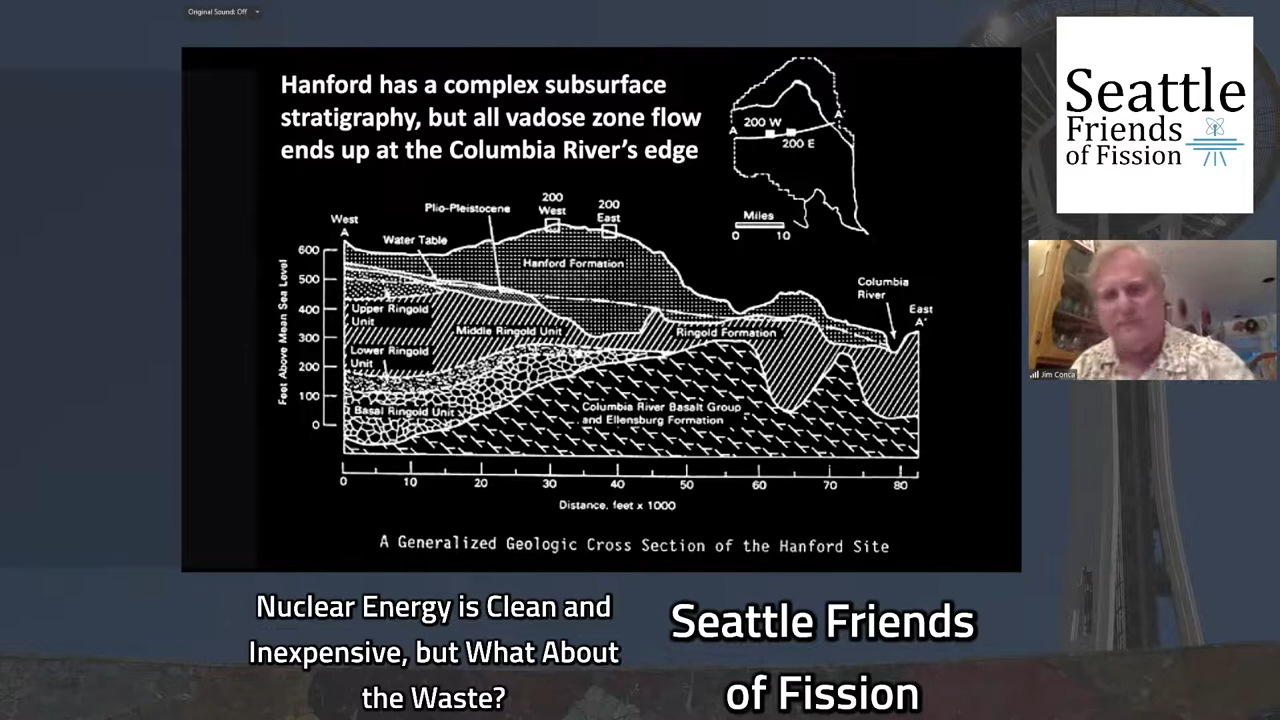 Original Sound: Off
Hanford has a complex subsurface
stratigraphy, but all vadose zone flow
ends up at the Columbia River's edge
A
200 W
200 E
A'
Miles
0 10
West
A
Water Table
Plio-Pleistocene
200
West
200
East
Hanford Formation
Columbia
River
East
A'
Feet Above Mean Sea Level
600
500
400
300
200
100
0
Upper Ringold
Unit
Middle Ringold Unit
Ringold Formation
Lower Ringold
Unit
Basal Ringold Unit
Columbia River Basalt Group
and Ellensburg Formation
0 10 20 30 40 50 60 70 80
Distance, feet x 1000
A Generalized Geologic Cross Section of the Hanford Site
Seattle
Friends
of Fission
Jim Conca
Nuclear Energy is Clean and
Inexpensive, but What About
the Waste?
Seattle Friends
of Fission